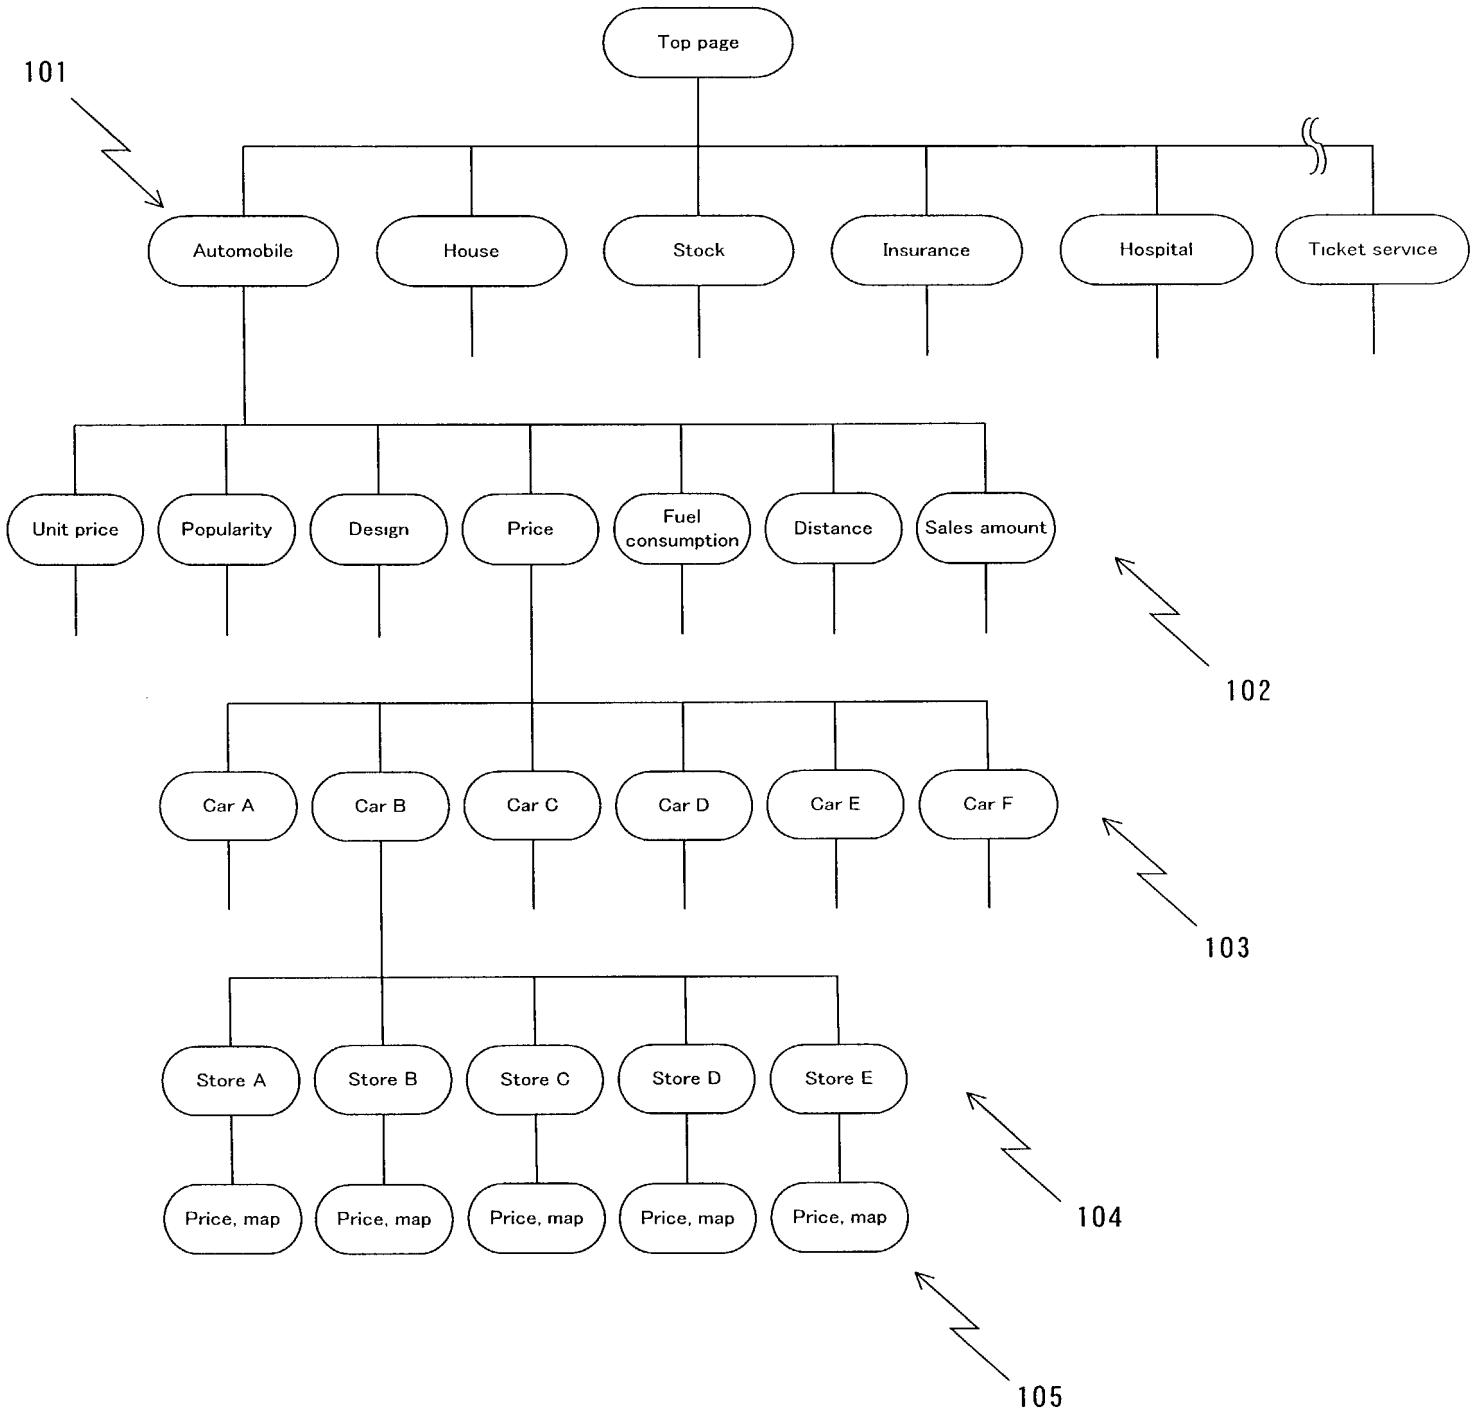 Top page
101
Automobile
House
Stock
Insurance
Hospital
Ticket service
Unit price
Popularity
Design
Price
Fuel
consumption
Distance
Sales amount
102
Car A
Car B
Car C
Car D
Car E
Car F
103
Store A
Store B
Store C
Store D
Store E
Price, map
Price, map
Price, map
Price, map
Price, map
104
105